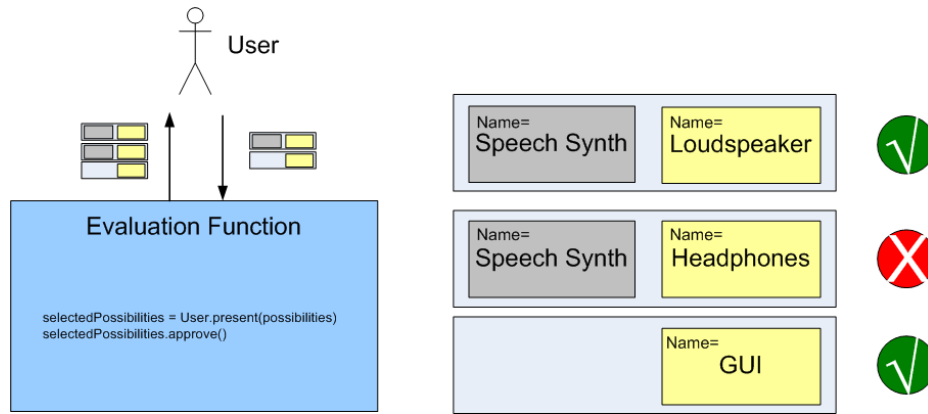 User
Evaluation Function
selectedPossibilities = User.present(possibilities)
selectedPossibilities.approve()
Name=
Speech Synth
Name=
Loudspeaker
Name=
Speech Synth
Name=
Headphones
Name=
GUI